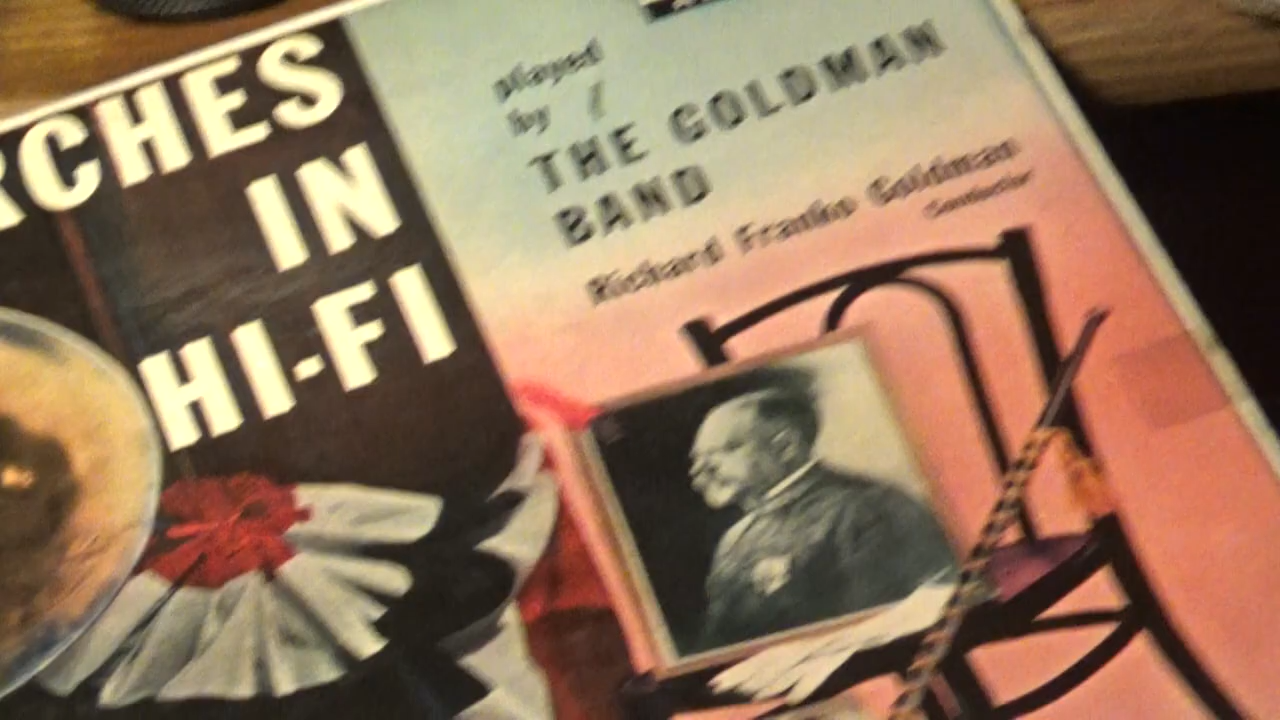 RCHES
IN
HI-FI
played
by
THE GOLDMAN
BAND
Richard Franko Goldman
Conductor